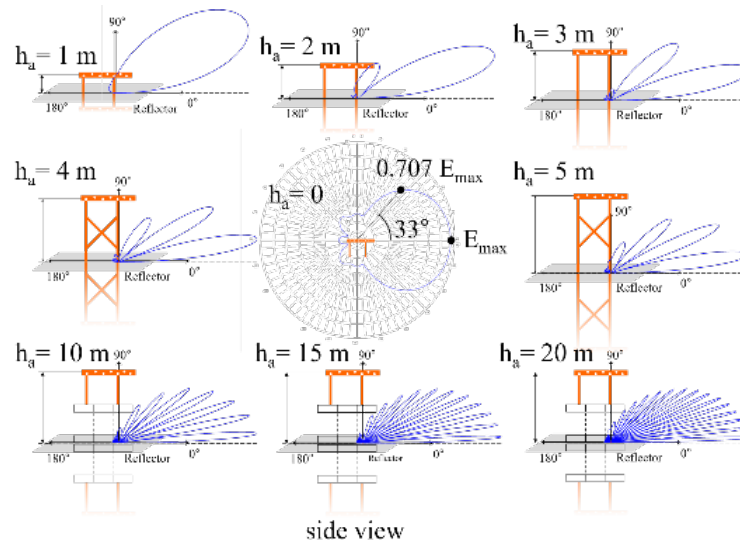 hₐ= 1 m
90°
180°
Reflector
0°
hₐ= 2 m
90°
180°
Reflector
0°
hₐ= 3 m
90°
180°
Reflector
0°
hₐ= 4 m
90°
180°
Reflector
0°
hₐ= 0
0.707 Eₘₐₓ
33°
Eₘₐₓ
hₐ= 5 m
90°
180°
Reflector
0°
hₐ= 10 m
90°
180°
Reflector
0°
hₐ= 15 m
90°
180°
Reflector
0°
hₐ= 20 m
90°
180°
Reflector
0°
side view